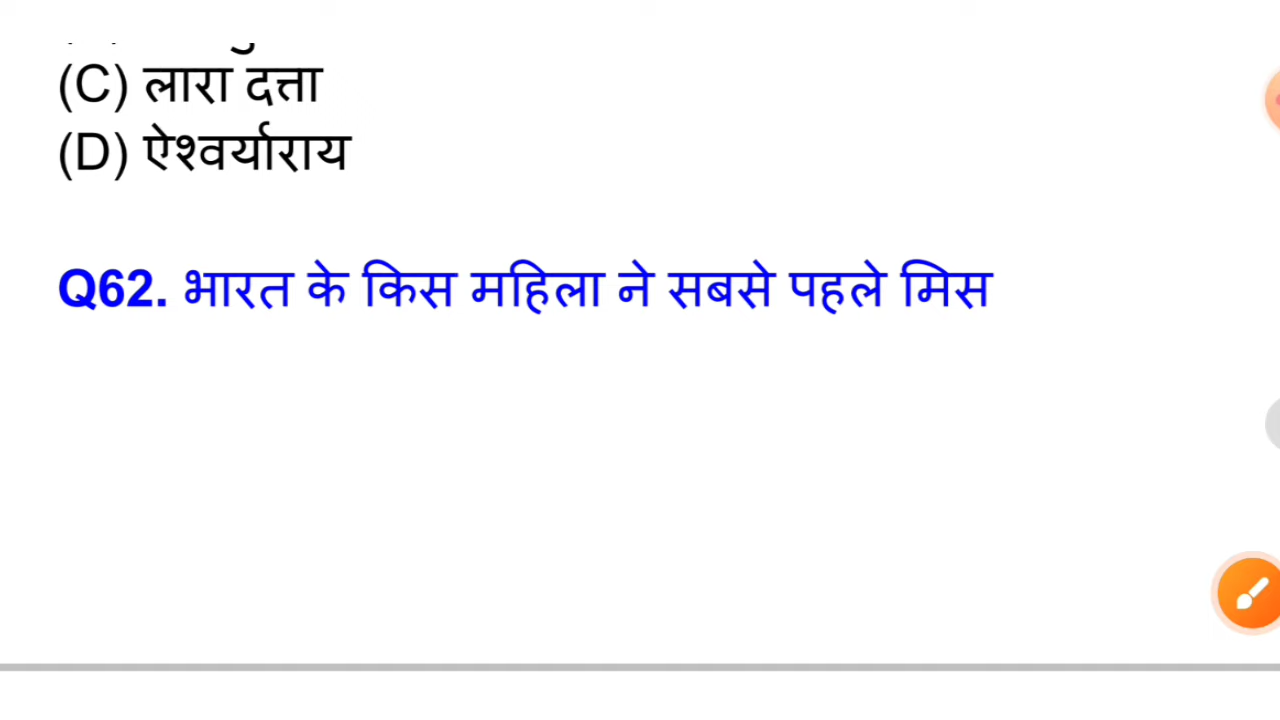 (C) लारा दत्ता
(D) ऐश्वर्याराय
Q62. भारत के किस महिला ने सबसे पहले मिस